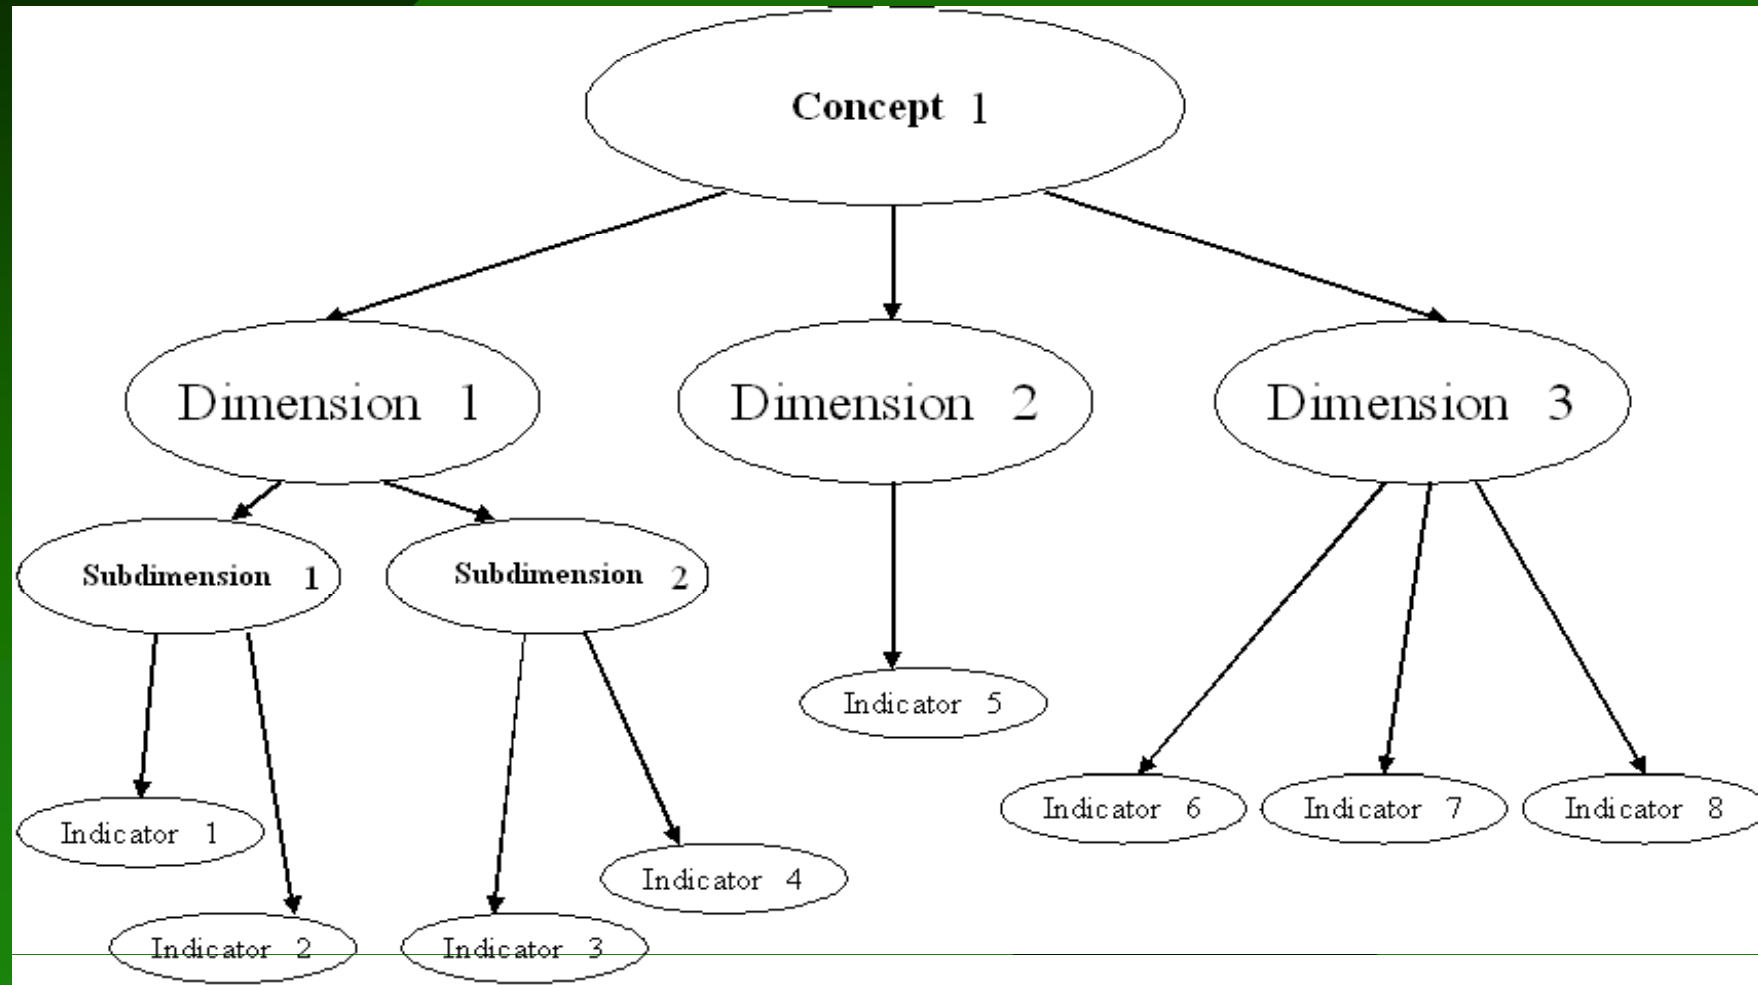 Concept 1
Dimension 1
Dimension 2
Dimension 3
Subdimension 1
Subdimension 2
Indicator 5
Indicator 6
Indicator 7
Indicator 8
Indicator 1
Indicator 4
Indicator 2
Indicator 3